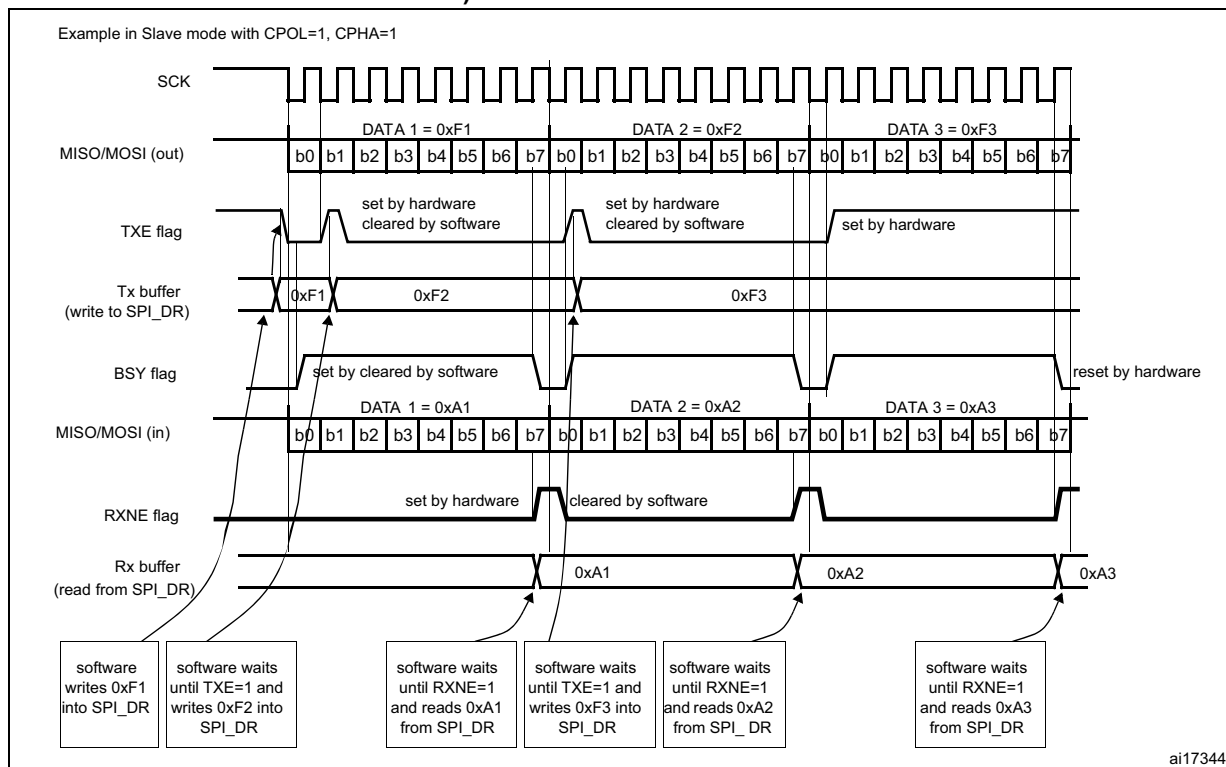 Example in Slave mode with CPOL=1, CPHA=1
SCK
DATA 1 = 0xF1
DATA 2 = 0xF2
DATA 3 = 0xF3
MISO/MOSI (out)
b0 b1 b2 b3 b4 b5 b6 b7 b0 b1 b2 b3 b4 b5 b6 b7 b0 b1 b2 b3 b4 b5 b6 b7
set by hardware
cleared by software
set by hardware
cleared by software
set by hardware
TXE flag
Tx buffer
(write to SPI_DR)
0xF1
0xF2
0xF3
BSY flag
set by cleared by software
reset by hardware
DATA 1 = 0xA1
DATA 2 = 0xA2
DATA 3 = 0xA3
MISO/MOSI (in)
b0 b1 b2 b3 b4 b5 b6 b7 b0 b1 b2 b3 b4 b5 b6 b7 b0 b1 b2 b3 b4 b5 b6 b7
RXNE flag
set by hardware
cleared by software
Rx buffer
(read from SPI_DR)
0xA1
0xA2
0xA3
software
writes 0xF1
into SPI_DR
software waits
until TXE=1 and
writes 0xF2 into
SPI_DR
software waits
until RXNE=1
and reads 0xA1
from SPI_DR
software waits
until TXE=1 and
writes 0xF3 into
SPI_DR
software waits
until RXNE=1
and reads 0xA2
from SPI_ DR
software waits
until RXNE=1
and reads 0xA3
from SPI_DR
ai17344